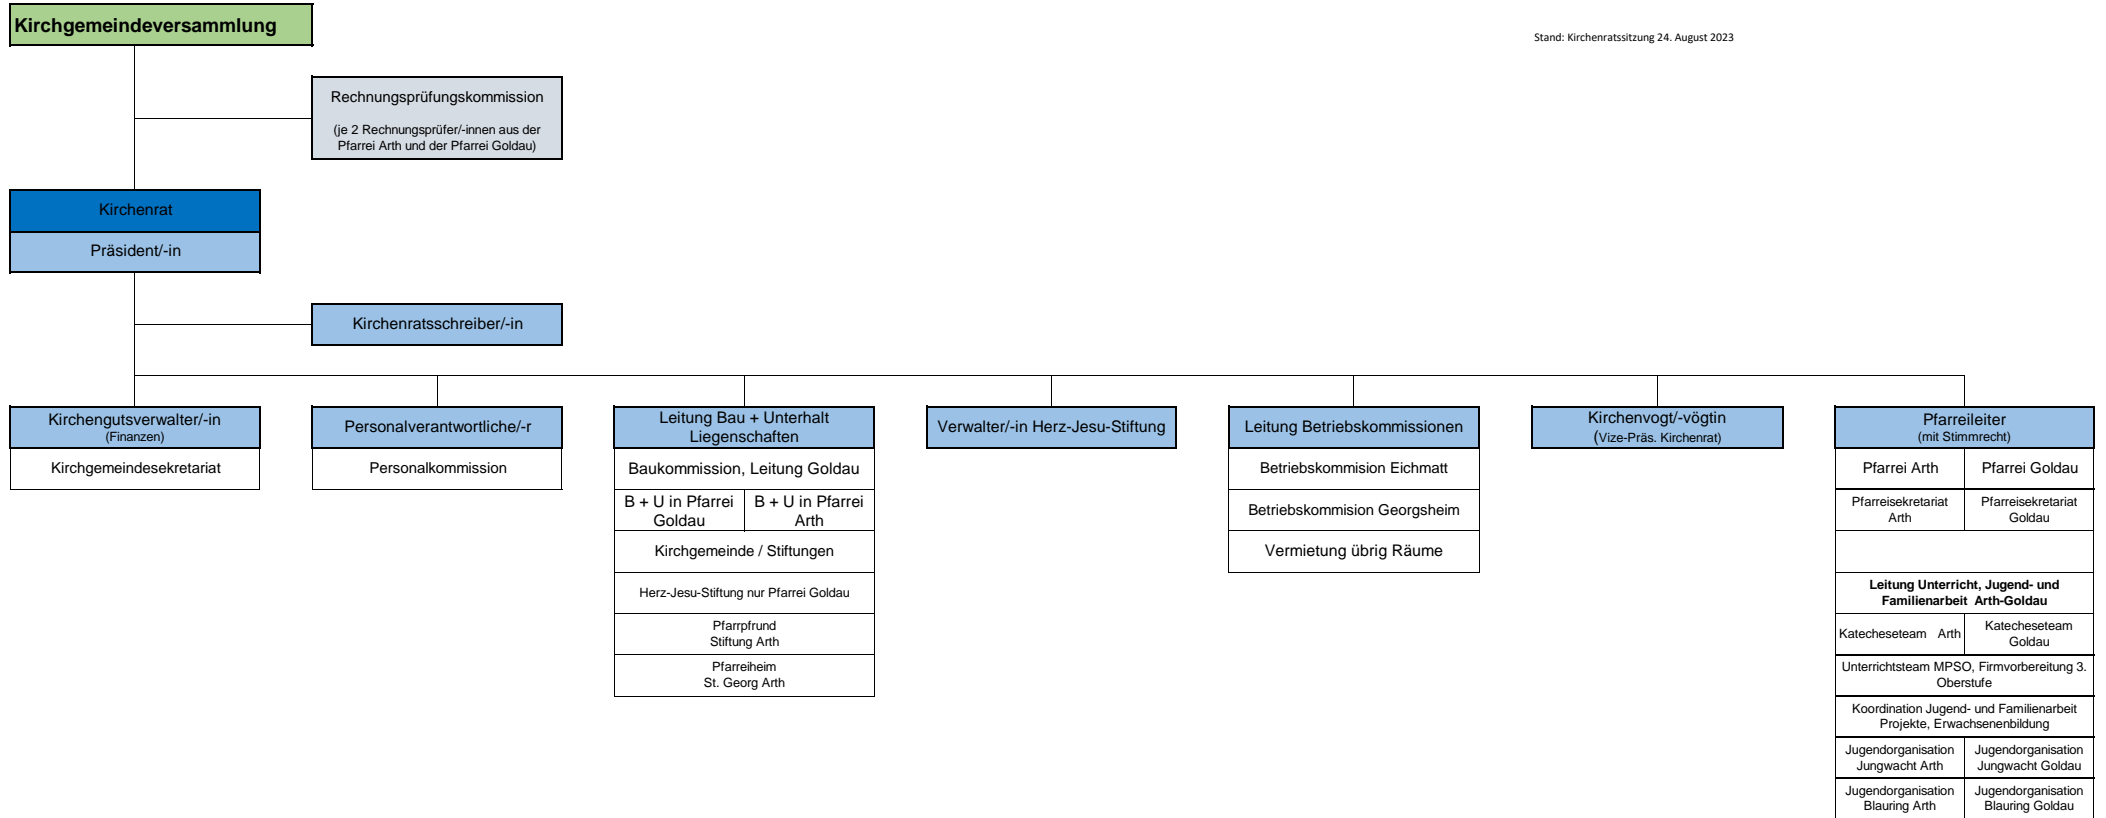 Kirchgemeindeversammlung
Stand: Kirchenratssitzung 24. August 2023
Rechnungsprüfungskommission
(je 2 Rechnungsprüfer/-innen aus der
Pfarrei Arth und der Pfarrei Goldau)
Kirchenrat
Präsident/-in
Kirchenratsschreiber/-in
Kirchengutsverwalter/-in
(Finanzen)
Kirchgemeindesekretariat
Personalverantwortliche/-r
Personalkommission
Leitung Bau + Unterhalt
Liegenschaften
Baukommission, Leitung Goldau
B + U in Pfarrei
Goldau
B + U in Pfarrei
Arth
Kirchgemeinde / Stiftungen
Herz-Jesu-Stiftung nur Pfarrei Goldau
Pfarrpfrund
Stiftung Arth
Pfarreiheim
St. Georg Arth
Verwalter/-in Herz-Jesu-Stiftung
Leitung Betriebskommissionen
Betriebskommision Eichmatt
Betriebskommision Georgsheim
Vermietung übrig Räume
Kirchenvogt/-vögtin
(Vize-Präs. Kirchenrat)
Pfarreileiter
(mit Stimmrecht)
Pfarrei Arth
Pfarrei Goldau
Pfarreisekretariat
Arth
Pfarreisekretariat
Goldau
Leitung Unterricht, Jugend- und
Familienarbeit Arth-Goldau
Katecheseteam Arth
Katecheseteam
Goldau
Unterrichtsteam MPSO, Firmvorbereitung 3.
Oberstufe
Koordination Jugend- und Familienarbeit
Projekte, Erwachsenenbildung
Jugendorganisation
Jungwacht Arth
Jugendorganisation
Jungwacht Goldau
Jugendorganisation
Blauring Arth
Jugendorganisation
Blauring Goldau